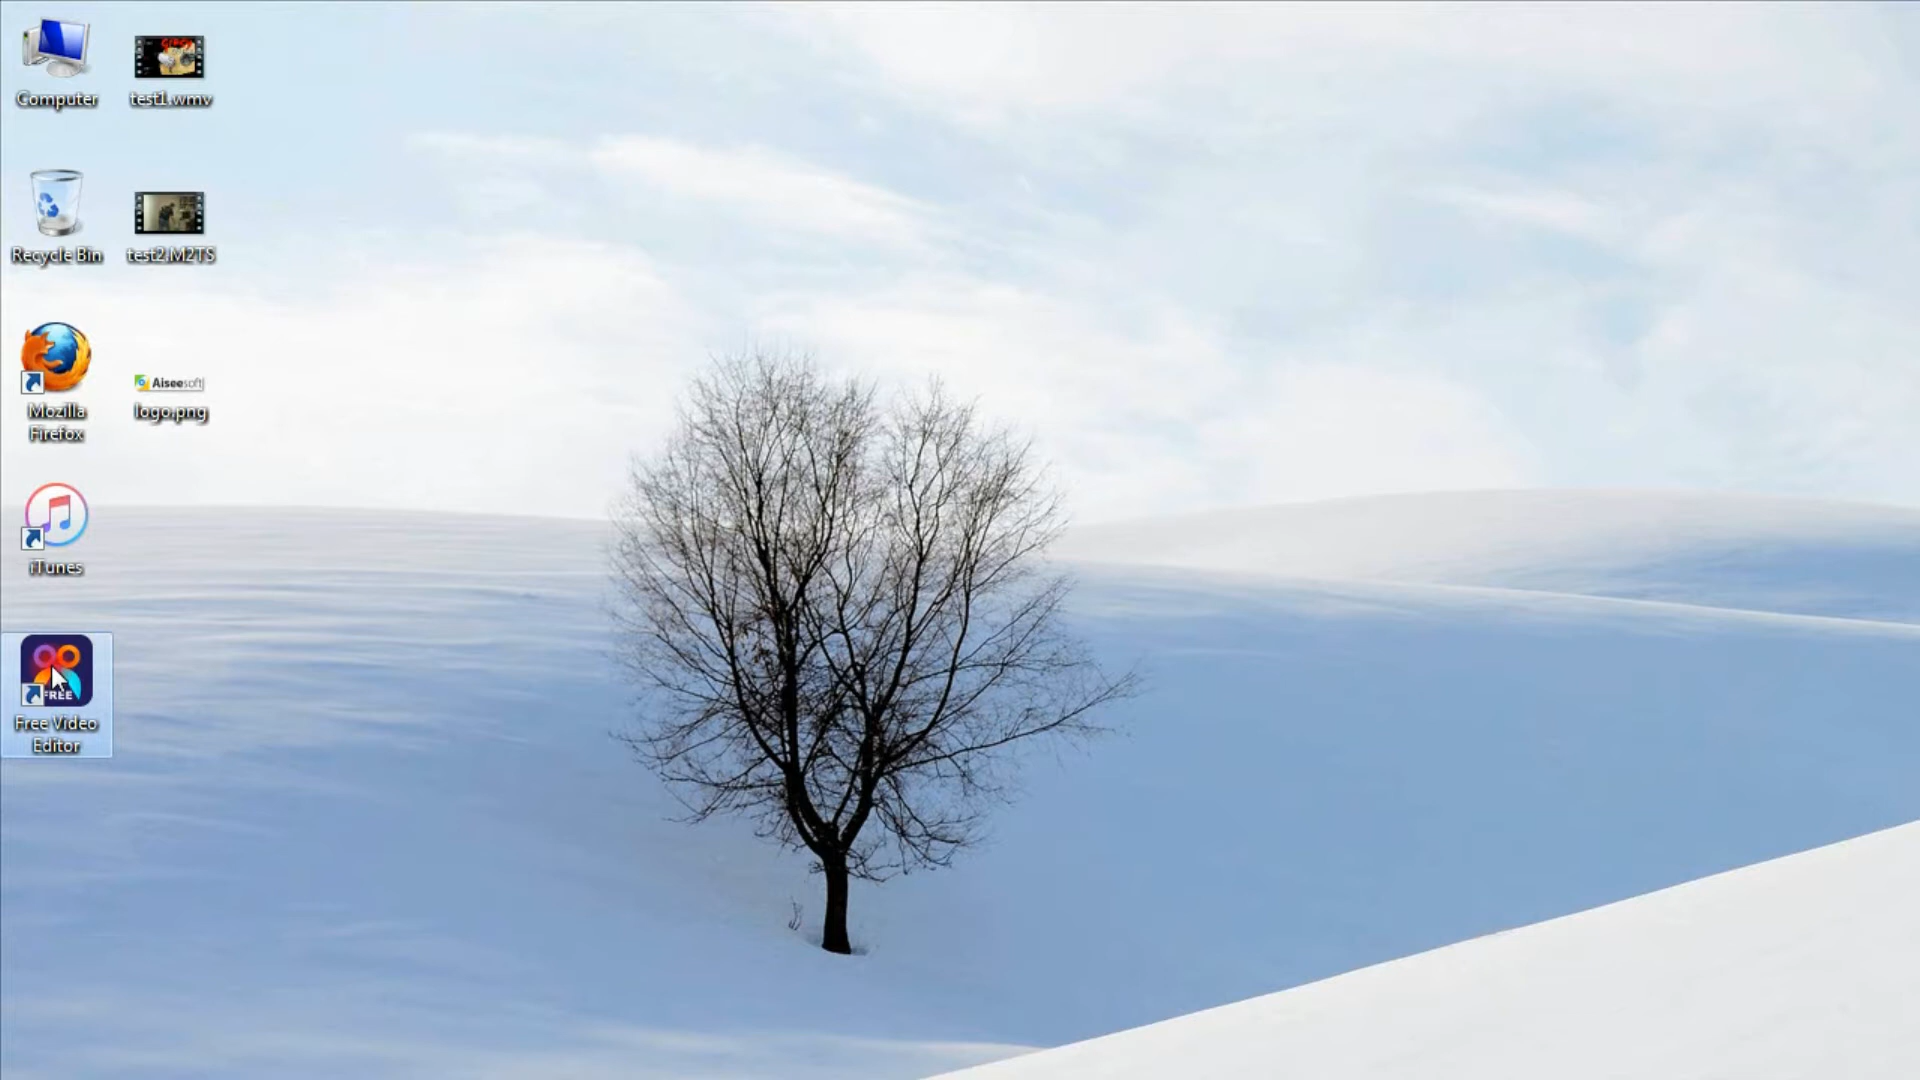 Computer
test1.wmv
Recycle Bin
test2.M2TS
Mozilla
Firefox
Aiseesoft
logo.png
iTunes
FREE
Free Video
Editor